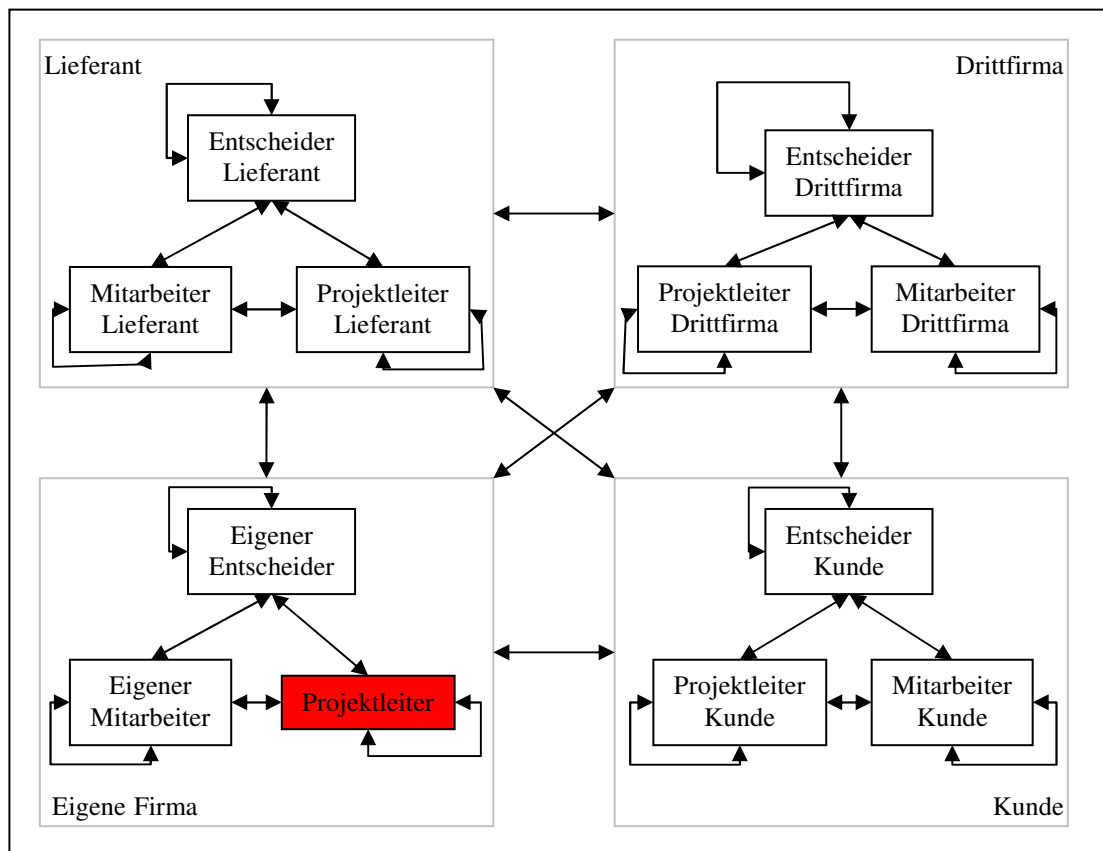 Lieferant
Entscheider
Lieferant
Mitarbeiter
Lieferant
Projektleiter
Lieferant
Drittfirma
Entscheider
Drittfirma
Projektleiter
Drittfirma
Mitarbeiter
Drittfirma
Eigener
Entscheider
Eigener
Mitarbeiter
Projektleiter
Eigene Firma
Entscheider
Kunde
Projektleiter
Kunde
Mitarbeiter
Kunde
Kunde